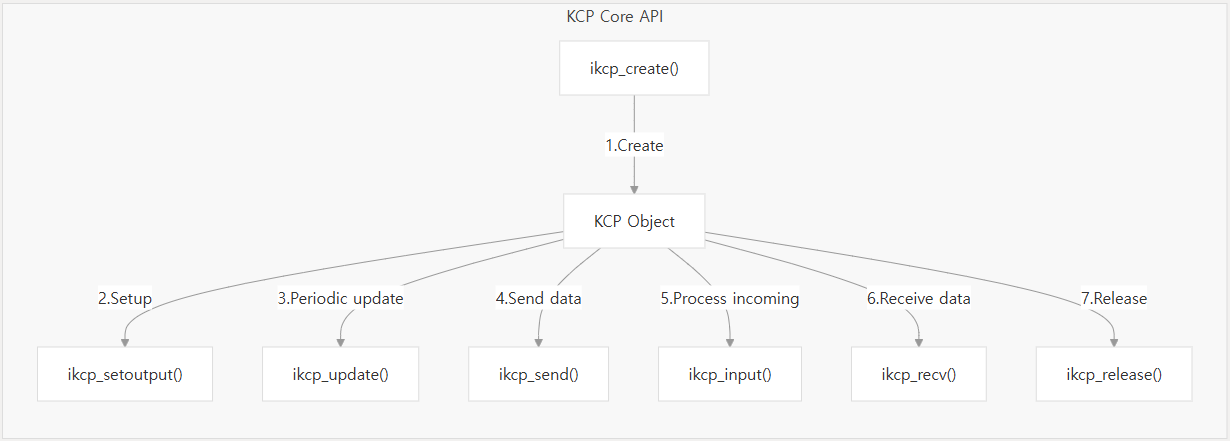 KCP Core API
ikcp_create()
1.Create
KCP Object
2.Setup
3.Periodic update
4.Send data
5.Process incoming
6.Receive data
7.Release
ikcp_setoutput()
ikcp_update()
ikcp_send()
ikcp_input()
ikcp_recv()
ikcp_release()